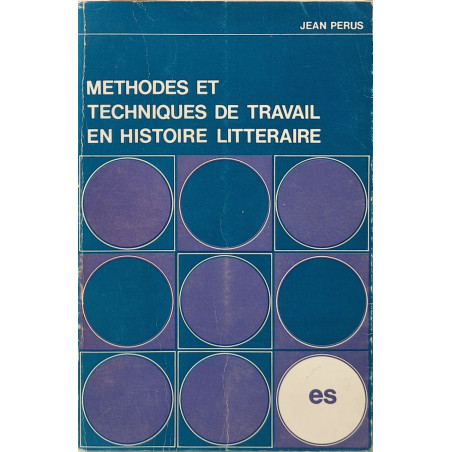 JEAN PERUS
METHODES ET
TECHNIQUES DE TRAVAIL
EN HISTOIRE LITTERAIRE
es